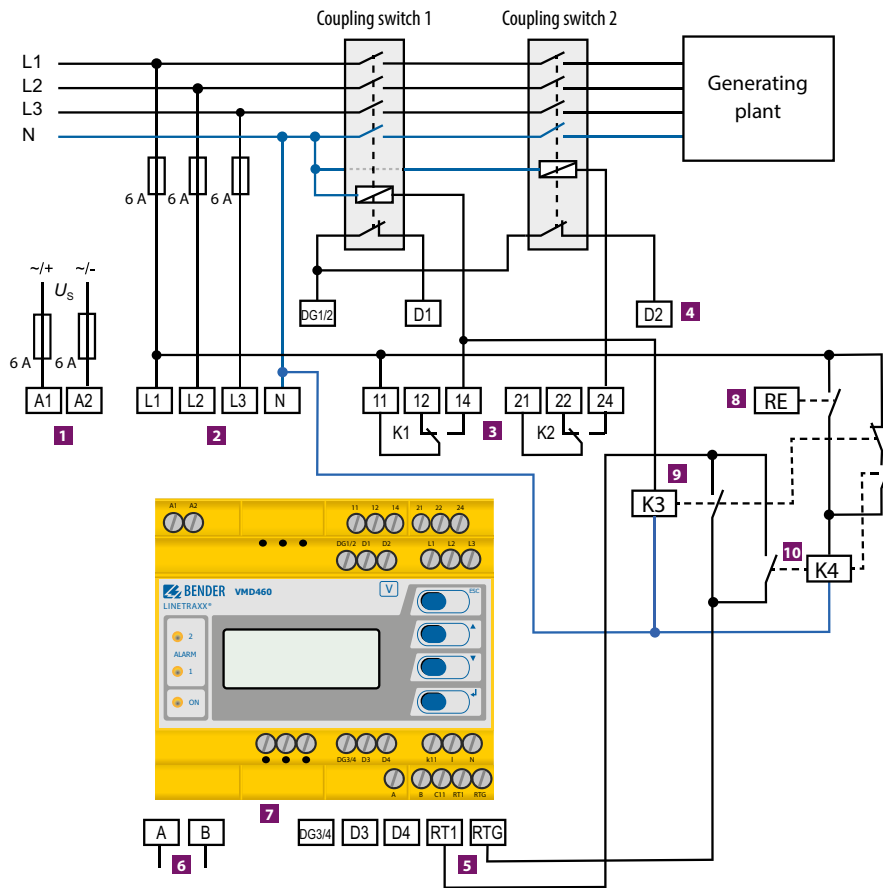 Coupling switch 1
Coupling switch 2
L1
L2
L3
N
Generating
plant
6 A
6 A
6 A
~/+
~/-
US
6 A
6 A
DG1/2
D1
D2
4
A1
A2
L1
L2
L3
N
11
12
14
21
22
24
RE
8
1
2
K1
3
K2
9
K3
10
K4
A1
A2
11
12
14
21
22
24
DG1/2
D1
D2
L1
L2
L3
BENDER
VMD460
V
ESC
LINETRAXX®
2
ALARM
1
ON
DG3/4
D3
D4
k11
I
N
A
B
C11
RT1
RTG
7
A
B
DG3/4
D3
D4
RT1
RTG
6
5